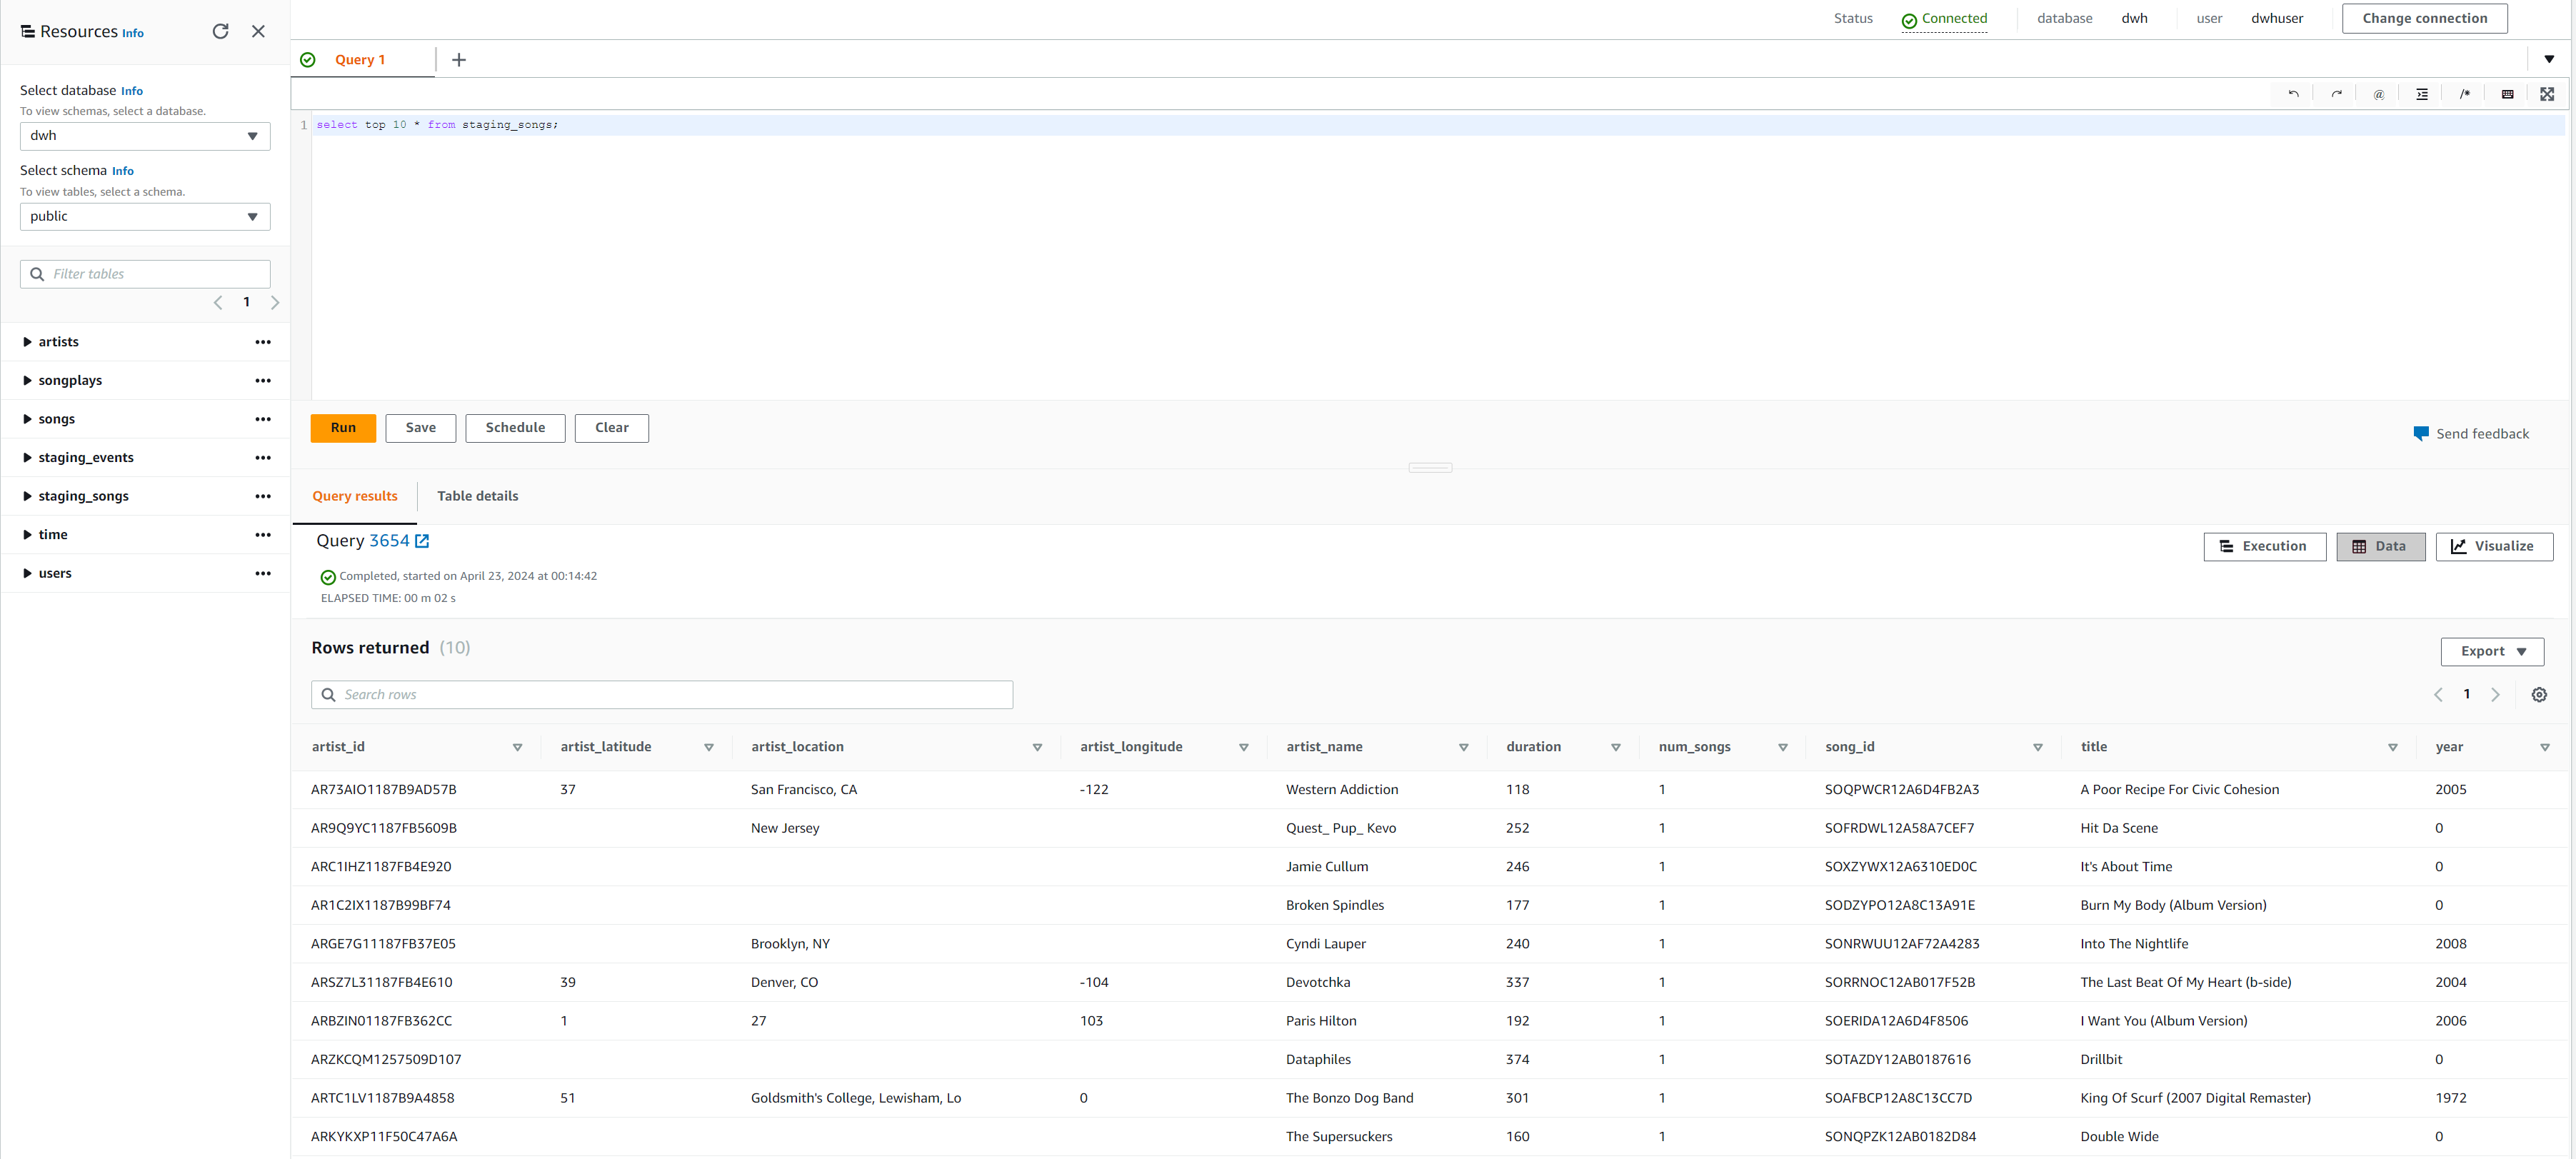 Resources Info
Status Connected database dwh user dwhuser Change connection
Query 1
Select database Info
To view schemas, select a database.
dwh
Select schema Info
To view tables, select a schema.
public
Filter tables
1
artists
songplays
songs
staging_events
staging_songs
time
users
@ /*
1 select top 10 * from staging_songs;
Run Save Schedule Clear
Send feedback
Query results Table details
Query 3654
Execution Data Visualize
Completed, started on April 23, 2024 at 00:14:42
ELAPSED TIME: 00 m 02 s
Rows returned (10)
Export
Search rows
1
artist_id artist_latitude artist_location artist_longitude artist_name duration num_songs song_id title year
AR73AIO1187B9AD57B 37 San Francisco, CA -122 Western Addiction 118 1 SOQPWCR12A6D4FB2A3 A Poor Recipe For Civic Cohesion 2005
AR9Q9YC1187FB5609B New Jersey Quest_ Pup_ Kevo 252 1 SOFRDWL12A58A7CEF7 Hit Da Scene 0
ARC1IHZ1187FB4E920 Jamie Cullum 246 1 SOXZYWX12A6310ED0C It's About Time 0
AR1C2IX1187B99BF74 Broken Spindles 177 1 SODZYPO12A8C13A91E Burn My Body (Album Version) 0
ARGE7G11187FB37E05 Brooklyn, NY Cyndi Lauper 240 1 SONRWUU12AF72A4283 Into The Nightlife 2008
ARSZ7L31187FB4E610 39 Denver, CO -104 Devotchka 337 1 SORRNOC12AB017F52B The Last Beat Of My Heart (b-side) 2004
ARBZIN01187FB362CC 1 27 103 Paris Hilton 192 1 SOERIDA12A6D4F8506 I Want You (Album Version) 2006
ARZKCQM1257509D107 Dataphiles 374 1 SOTAZDY12AB0187616 Drillbit 0
ARTC1LV1187B9A4858 51 Goldsmith's College, Lewisham, Lo 0 The Bonzo Dog Band 301 1 SOAFBCP12A8C13CC7D King Of Scurf (2007 Digital Remaster) 1972
ARKYKXP11F50C47A6A The Supersuckers 160 1 SONQPZK12AB0182D84 Double Wide 0